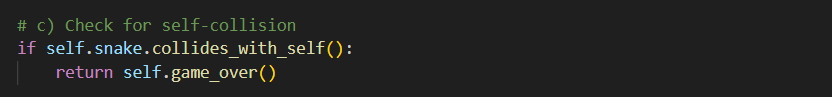 # c) Check for self-collision
if self.snake.collides_with_self():
    return self.game_over()